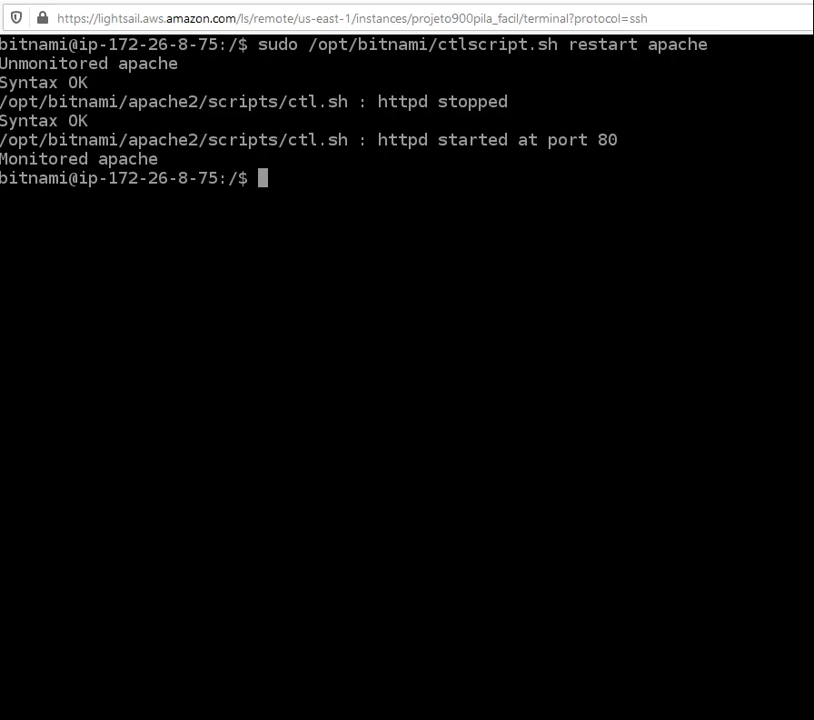 https://lightsail.aws.amazon.com/ls/remote/us-east-1/instances/projeto900pila_facil/terminal?protocol=ssh
bitnami@ip-172-26-8-75:/$ sudo /opt/bitnami/ctlscript.sh restart apache
Unmonitored apache
Syntax OK
/opt/bitnami/apache2/scripts/ctl.sh : httpd stopped
Syntax OK
/opt/bitnami/apache2/scripts/ctl.sh : httpd started at port 80
Monitored apache
bitnami@ip-172-26-8-75:/$